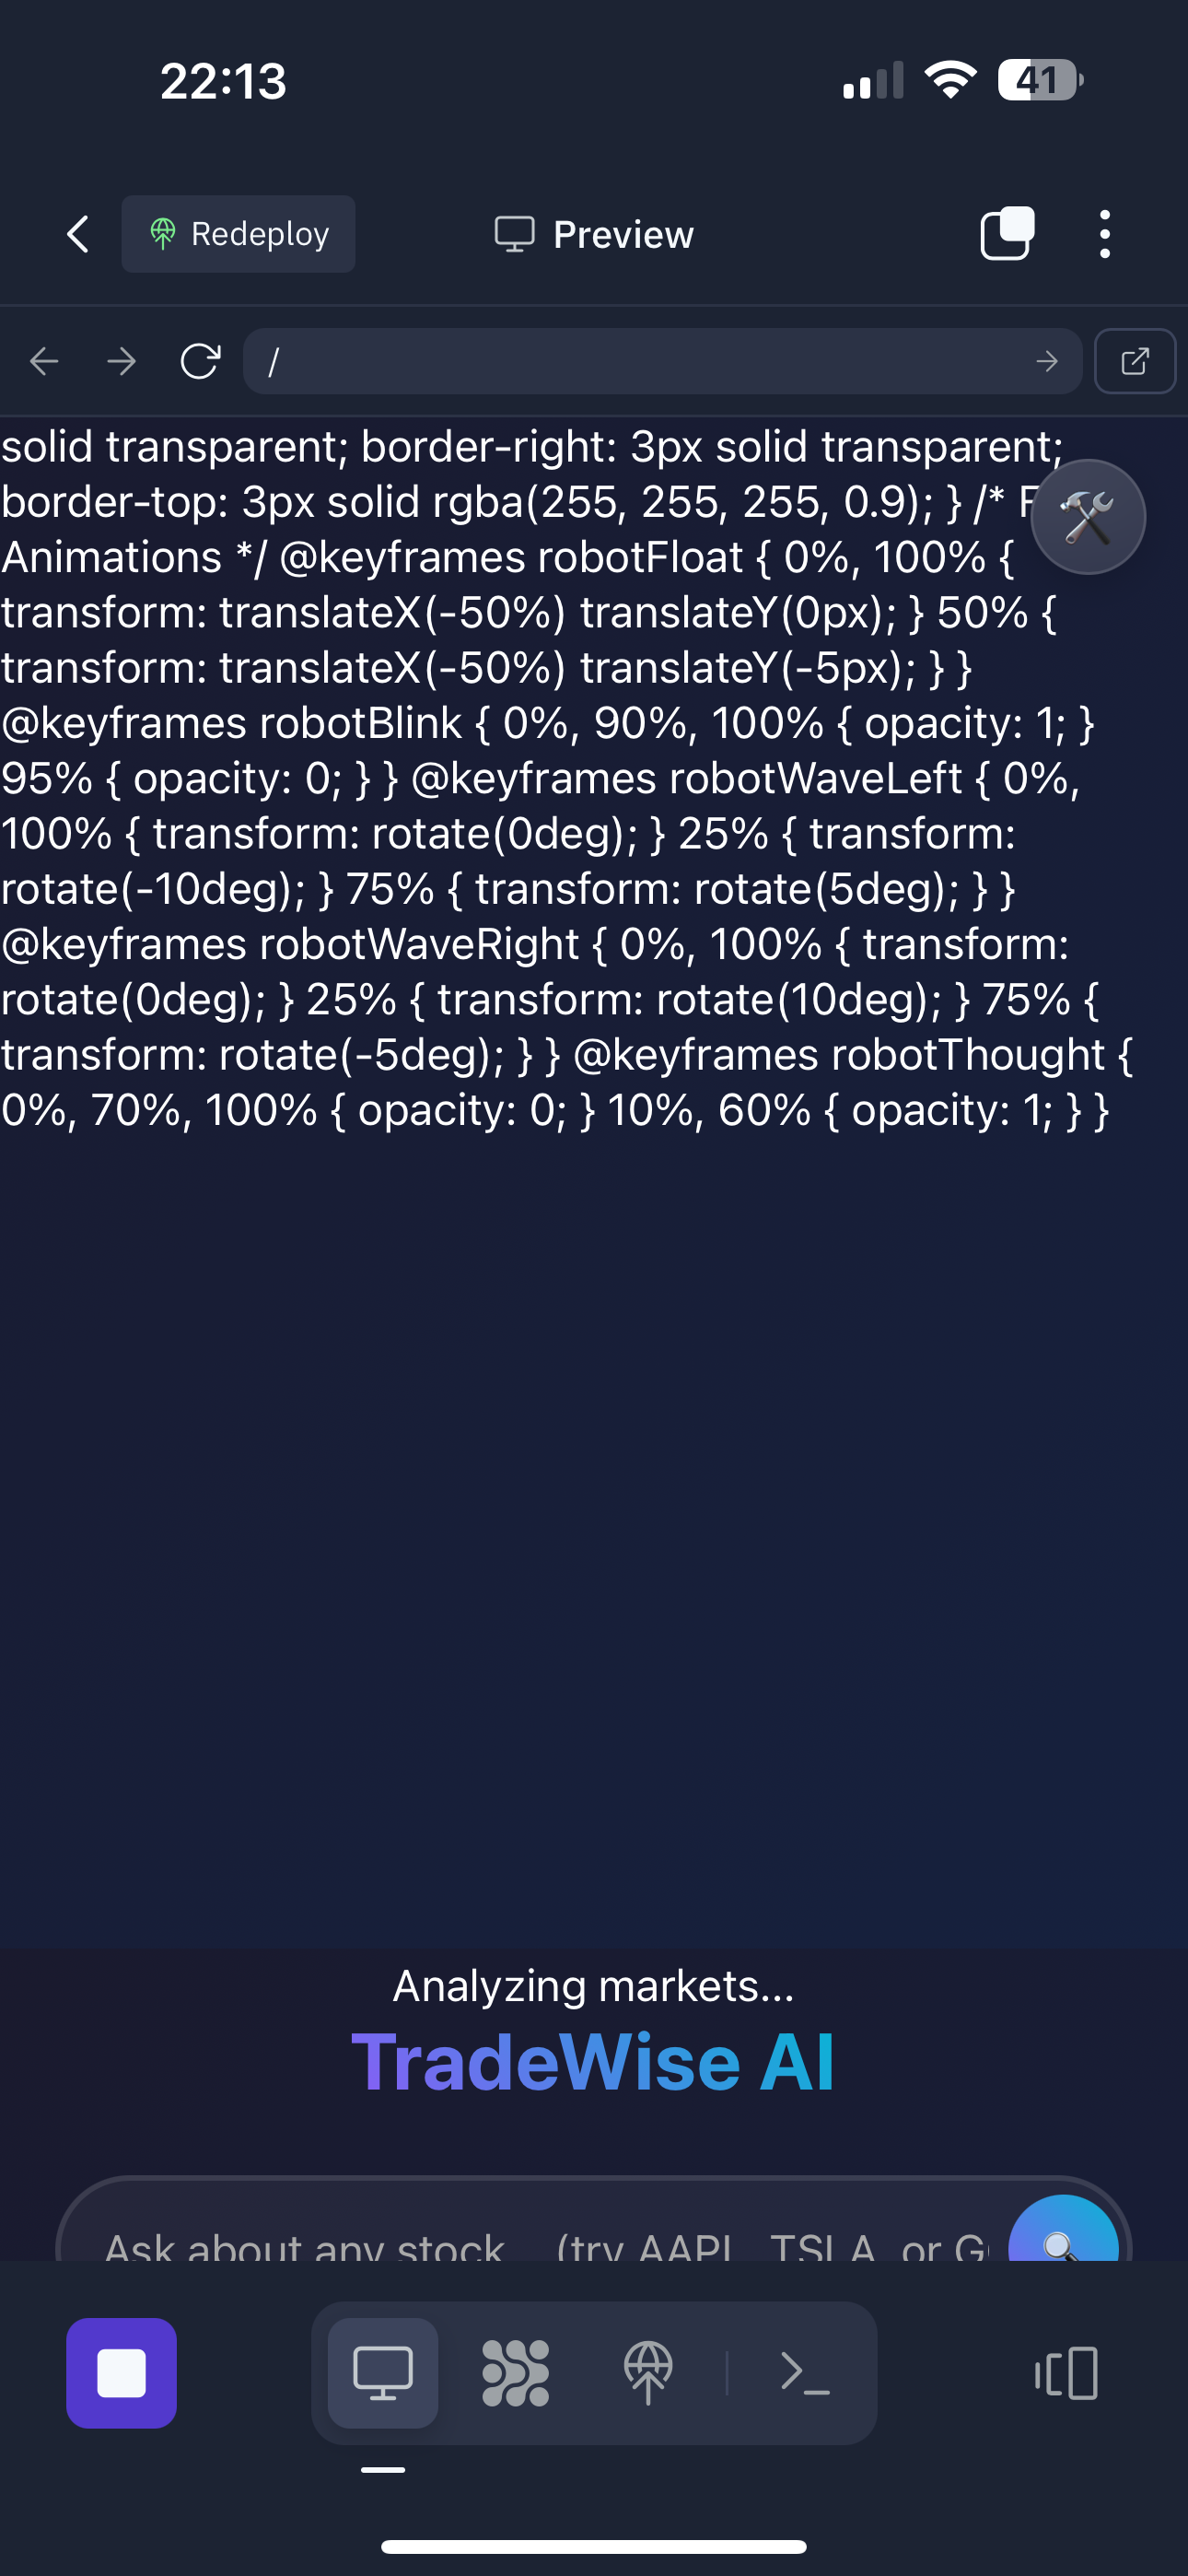 22:13
41
Redeploy
Preview
/
solid transparent; border-right: 3px solid transparent;
border-top: 3px solid rgba(255, 255, 255, 0.9); } /*
Animations */ @keyframes robotFloat { 0%, 100% {
transform: translateX(-50%) translateY(0px); } 50% {
transform: translateX(-50%) translateY(-5px); } }
@keyframes robotBlink { 0%, 90%, 100% { opacity: 1; }
95% { opacity: 0; } } @keyframes robotWaveLeft { 0%,
100% { transform: rotate(0deg); } 25% { transform:
rotate(-10deg); } 75% { transform: rotate(5deg); } }
@keyframes robotWaveRight { 0%, 100% { transform:
rotate(0deg); } 25% { transform: rotate(10deg); } 75% {
transform: rotate(-5deg); } } @keyframes robotThought {
0%, 70%, 100% { opacity: 0; } 10%, 60% { opacity: 1; } }
Analyzing markets...
TradeWise AI
Ask about any stock... (try AAPL, TSLA, or G